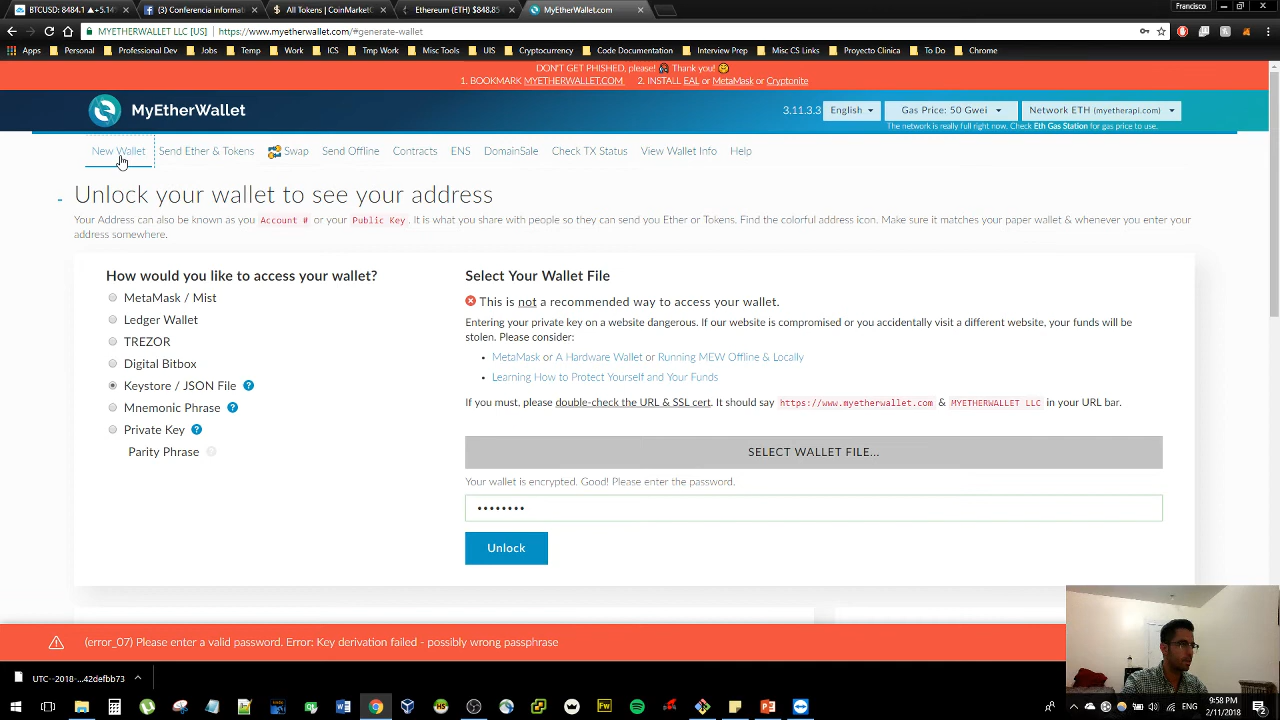 BTCUSD: 8484.1 ▲+5.14
(3) Conferencia informat
All Tokens | CoinMarketC
Ethereum (ETH) $848.85
MyEtherWallet.com
Francisco
MYETHERWALLET LLC [US] https://www.myetherwallet.com/#generate-wallet
Apps Personal Professional Dev Jobs Temp Work ICS Tmp Work Misc Tools UIS Cryptocurrency Code Documentation Interview Prep Misc CS Links Proyecto Clinica To Do Chrome
DON'T GET PHISHED, please! Thank you!
1. BOOKMARK MYETHERWALLET.COM 2. INSTALL EAL or MetaMask or Cryptonite
MyEtherWallet
3.11.3.3 English Gas Price: 50 Gwei Network ETH (myetherapi.com)
The network is really full right now. Check Eth Gas Station for gas price to use.
New Wallet Send Ether & Tokens Swap Send Offline Contracts ENS DomainSale Check TX Status View Wallet Info Help
Unlock your wallet to see your address
Your Address can also be known as you Account # or your Public Key. It is what you share with people so they can send you Ether or Tokens. Find the colorful address icon. Make sure it matches your paper wallet & whenever you enter your
address somewhere.
How would you like to access your wallet?
MetaMask / Mist
Ledger Wallet
TREZOR
Digital Bitbox
Keystore / JSON File
Mnemonic Phrase
Private Key
Parity Phrase
Select Your Wallet File
This is not a recommended way to access your wallet.
Entering your private key on a website dangerous. If our website is compromised or you accidentally visit a different website, your funds will be
stolen. Please consider:
• MetaMask or A Hardware Wallet or Running MEW Offline & Locally
• Learning How to Protect Yourself and Your Funds
If you must, please double-check the URL & SSL cert. It should say https://www.myetherwallet.com & MYETHERWALLET LLC in your URL bar.
SELECT WALLET FILE...
Your wallet is encrypted. Good! Please enter the password.
••••••••
Unlock
(error_07) Please enter a valid password. Error: Key derivation failed - possibly wrong passphrase
UTC--2018-...42defbb73
9:58 PM
2/11/2018